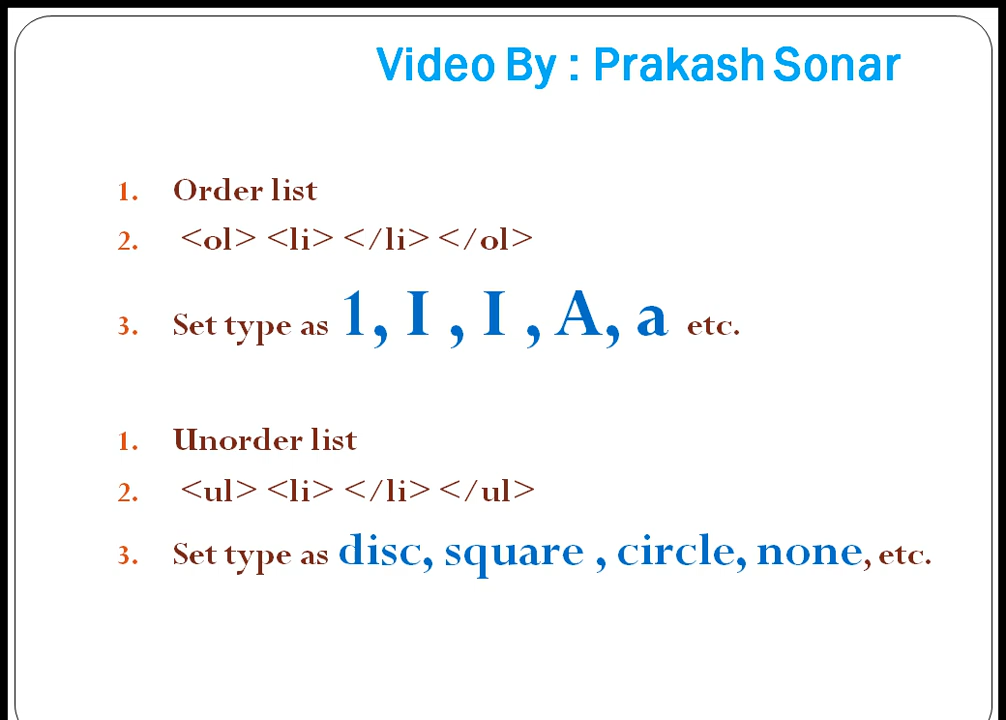 Video By : Prakash Sonar
1. Order list
2. <ol> <li> </li> </ol>
3. Set type as 1, I , I , A, a etc.
1. Unorder list
2. <ul> <li> </li> </ul>
3. Set type as disc, square , circle, none, etc.